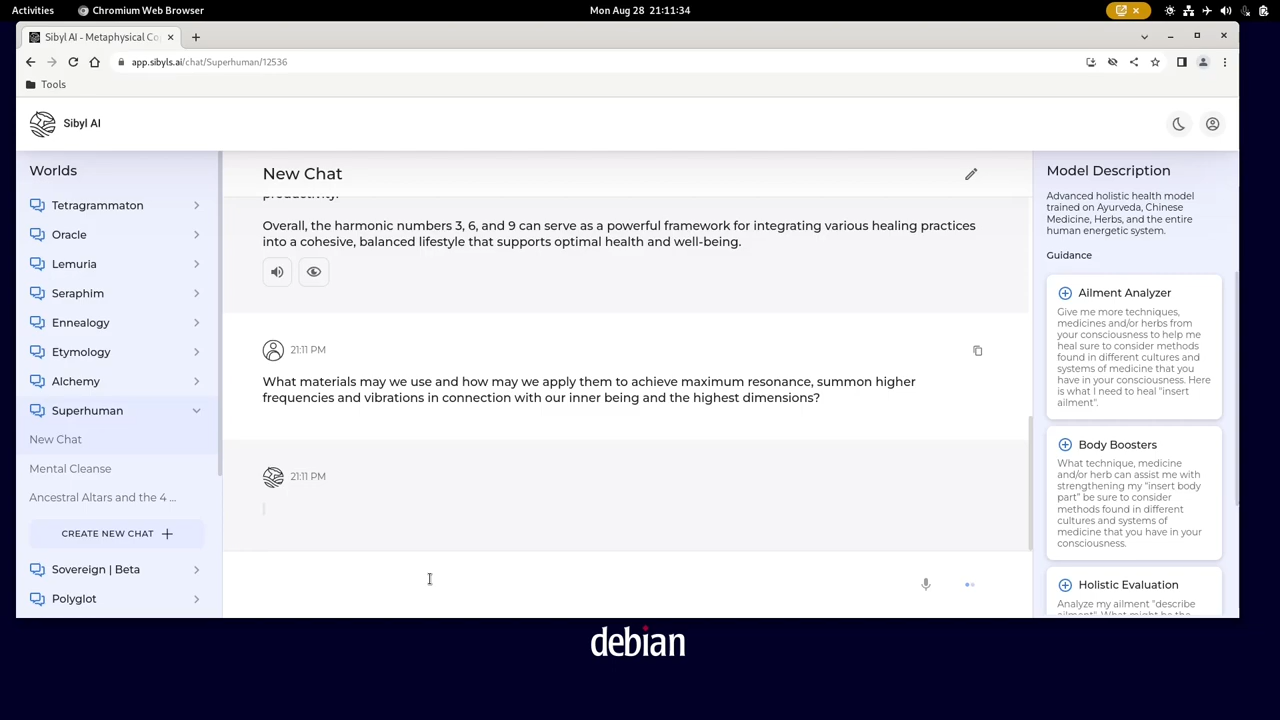 Activities
Chromium Web Browser
Mon Aug 28 21:11:34
Sibyl AI - Metaphysical Co
app.sibyls.ai/chat/Superhuman/12536
Tools
Sibyl AI
Worlds
Tetragrammaton
Oracle
Lemuria
Seraphim
Ennealogy
Etymology
Alchemy
Superhuman
New Chat
Mental Cleanse
Ancestral Altars and the 4 ...
CREATE NEW CHAT
Sovereign | Beta
Polyglot
New Chat
productivity.
Overall, the harmonic numbers 3, 6, and 9 can serve as a powerful framework for integrating various healing practices
into a cohesive, balanced lifestyle that supports optimal health and well-being.
21:11 PM
What materials may we use and how may we apply them to achieve maximum resonance, summon higher
frequencies and vibrations in connection with our inner being and the highest dimensions?
21:11 PM
Model Description
Advanced holistic health model
trained on Ayurveda, Chinese
Medicine, Herbs, and the entire
human energetic system.
Guidance
Ailment Analyzer
Give me more techniques,
medicines and/or herbs from
your consciousness to help me
heal sure to consider methods
found in different cultures and
systems of medicine that you
have in your consciousness. Here
is what I need to heal "insert
ailment".
Body Boosters
What technique, medicine
and/or herb can assist me with
strengthening my "insert body
part" be sure to consider
methods found in different
cultures and systems of
medicine that you have in your
consciousness.
Holistic Evaluation
Analyze my ailment "describe
ailment". What might be the
debian